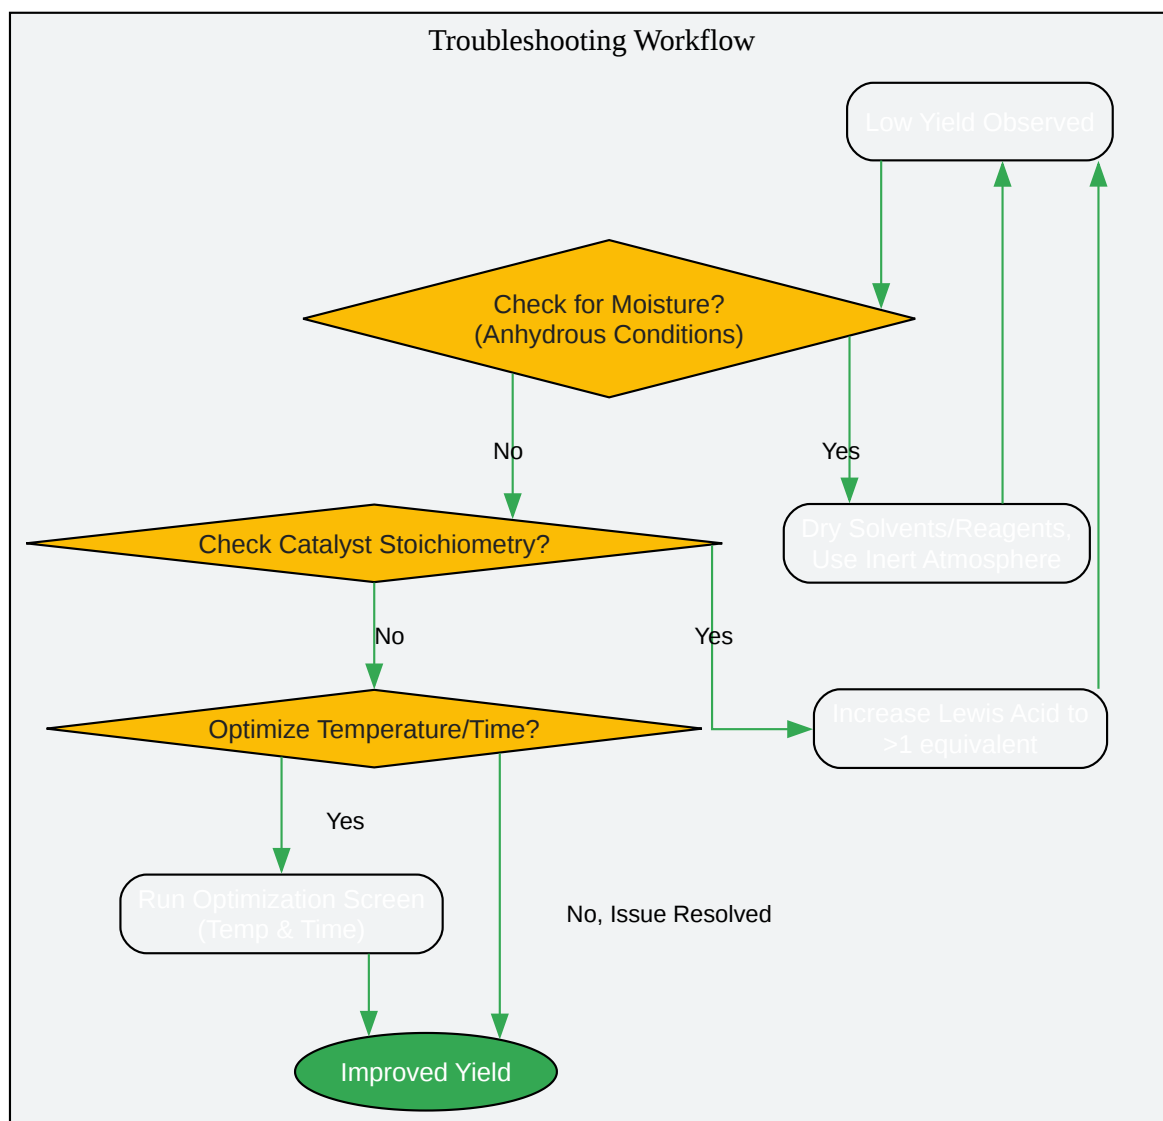 Troubleshooting Workflow
Low Yield Observed
Check for Moisture?
(Anhydrous Conditions)
No
Yes
Dry Solvents/Reagents,
Use Inert Atmosphere
Check Catalyst Stoichiometry?
No
Yes
Increase Lewis Acid to
>1 equivalent
Optimize Temperature/Time?
Yes
Run Optimization Screen
(Temp & Time)
No, Issue Resolved
Improved Yield